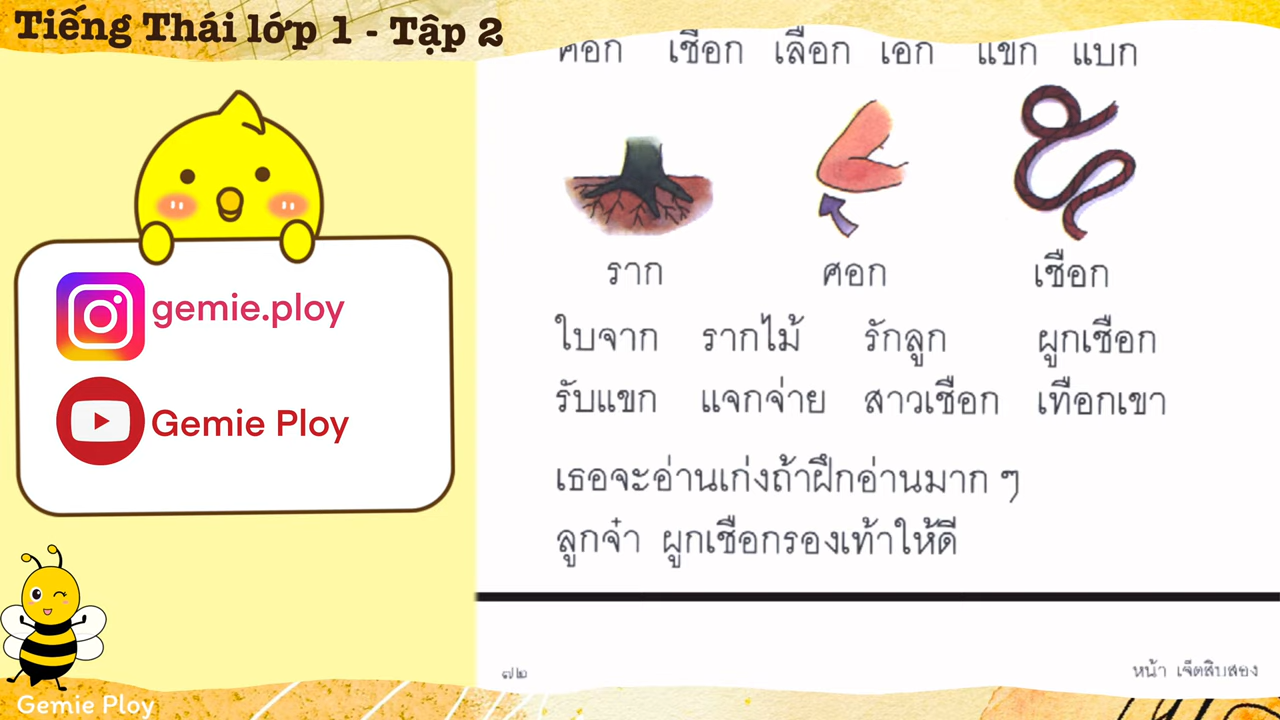 Tiếng Thái lớp 1 - Tập 2
gemie.ploy
Gemie Ploy
ศอก เชือก เลือก เอก แขก แบก
ราก ศอก เชือก
ใบจาก รากไม้ รักลูก ผูกเชือก
รับแขก แจกจ่าย สาวเชือก เทือกเขา
เธอจะอ่านเก่งถ้าฝึกอ่านมาก ๆ
ลูกจ๋า ผูกเชือกรองเท้าให้ดี
๗๒ หน้า เจ็ดสิบสอง
Gemie Ploy